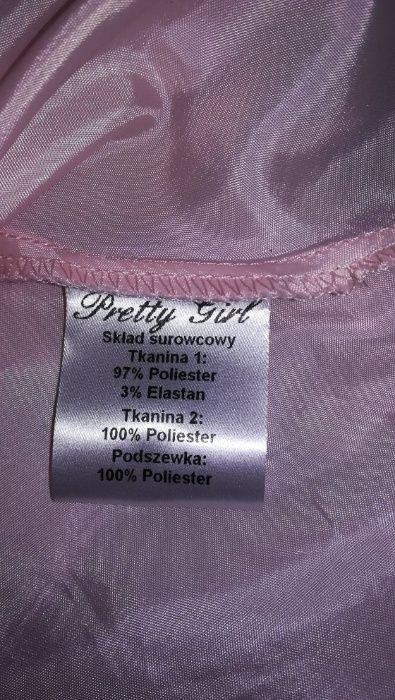 Pretty Girl
Skład surowcowy
Tkanina 1:
97% Poliester
3% Elastan
Tkanina 2:
100% Poliester
Podszewka:
100% Poliester